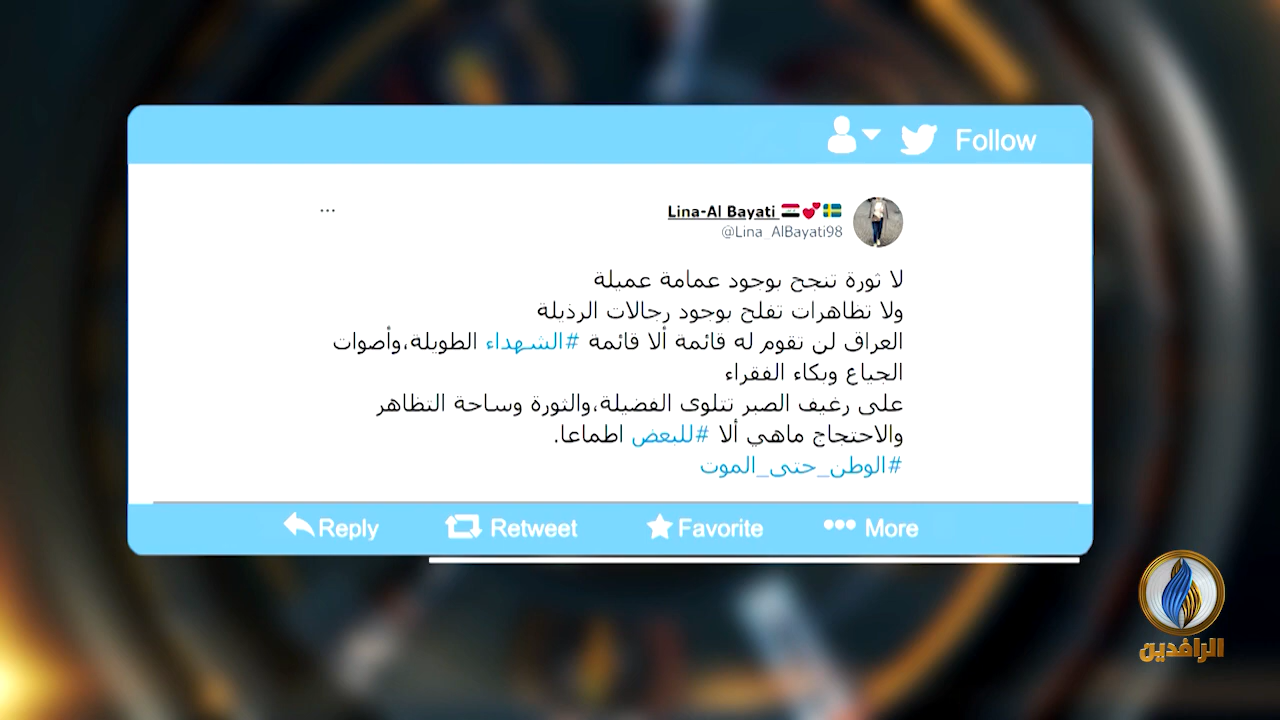 Follow
Lina-Al Bayati 🇮🇶💕🇸🇪
@Lina_AlBayati98
...
لا ثورة تنجح بوجود عمامة عميلة
ولا تظاهرات تفلح بوجود رجالات الرذيلة
العراق لن تقوم له قائمة ألا قائمة #الشهداء الطويلة،وأصوات
الجياع وبكاء الفقراء
على رغيف الصبر تتلوى الفضيلة،والثورة وساحة التظاهر
والاحتجاج ماهي ألا #للبعض اطماعا.
#الوطن_حتى_الموت
Reply Retweet Favorite More
الرافدين